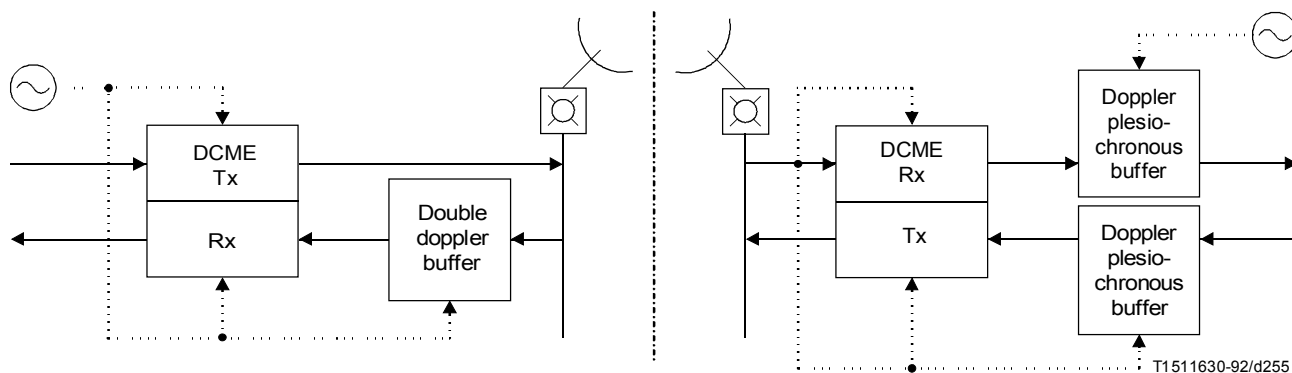 DCME
Tx
Rx
Double
doppler
buffer
DCME
Rx
Tx
Doppler
plesio-
chronous
buffer
Doppler
plesio-
chronous
buffer
T1511630-92/d255